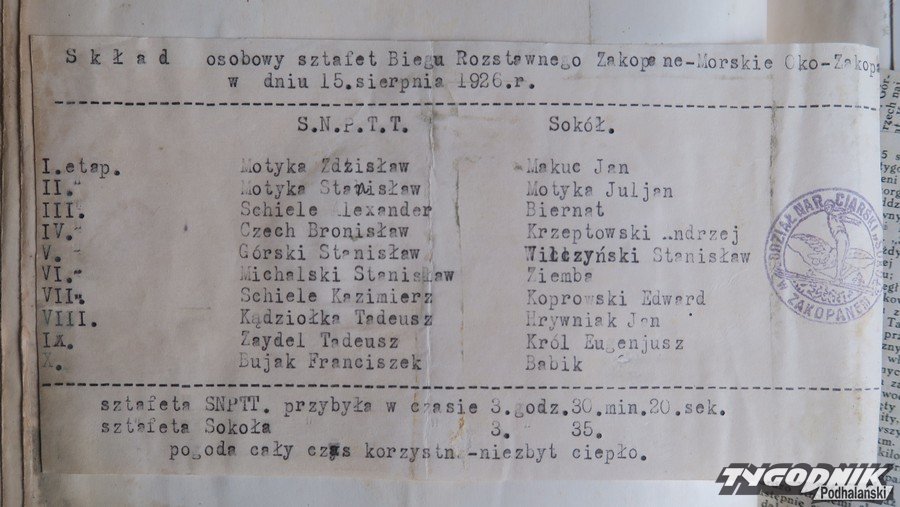 Skład osobowy sztafet Biegu Rozstawnego Zakopane-Morskie Oko-Zakopa
w dniu 15.sierpnia 1926.r.
S.N.P.T.T. Sokół.
I.etap. Motyka Zdzisław Makuc Jan
II." Motyka Stanisław Motyka Juljan
III." Schiele Alexander Biernat
IV." Czech Bronisław Krzeptowski Andrzej
V." Górski Stanisław Wilczyński Stanisław
VI." Michalski Stanisław Ziemba
VII". Schiele Kazimierz Koprowski Edward
VIII. Kądziołka Tadeusz Hrywniak Jan
IX. Zaydel Tadeusz Król Eugenjusz
X. Bujak Franciszek Babik
sztafeta SNPTT. przybyła w czasie 3.godz.30.min.20.sek.
sztafeta Sokoła 3. 35.
pogoda cały czas korzystna-niezbyt ciepło.
ODDZIAŁ NARCIARSKI
W ZAKOPANEM
TYGODNIK
Podhalański